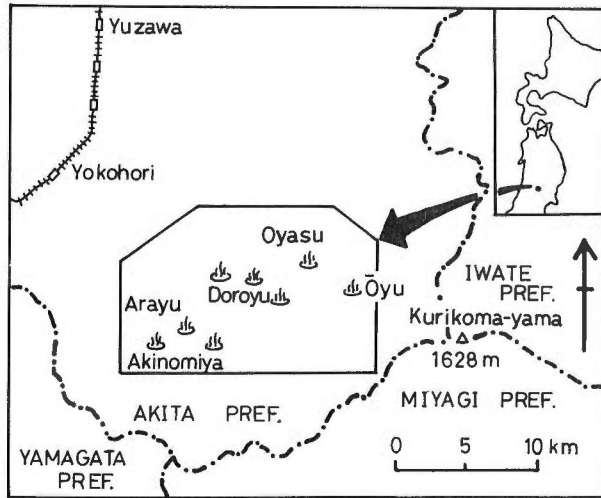 Yuzawa
Yokohori
Oyasu
Doroyu
Ōyu
Arayu
Akinomiya
IWATE
PREF.
Kurikoma-yama
1628 m
AKITA PREF.
MIYAGI PREF.
YAMAGATA
PREF.
0 5 10 km